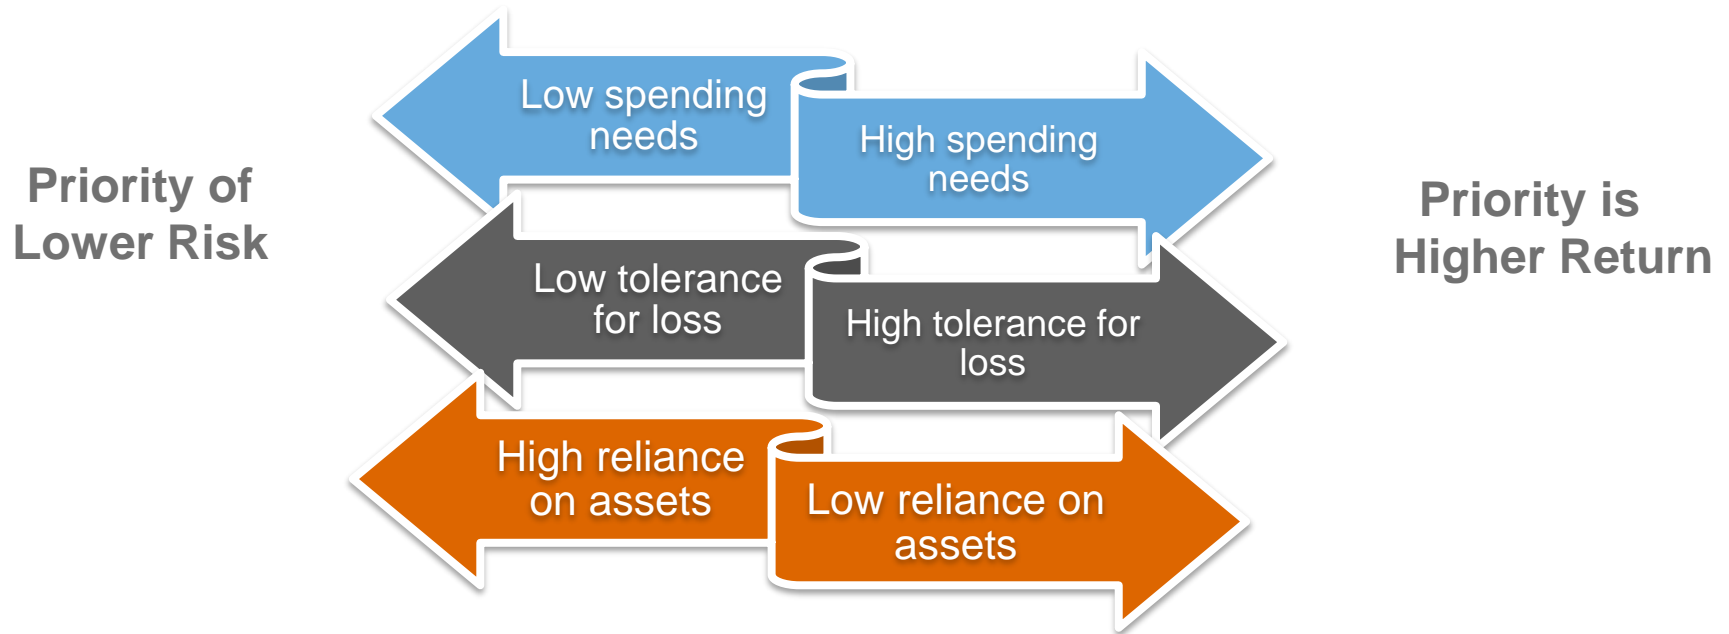 Priority of
Lower Risk
Low spending
needs
High spending
needs
Low tolerance
for loss
High tolerance for
loss
High reliance
on assets
Low reliance on
assets
Priority is
Higher Return